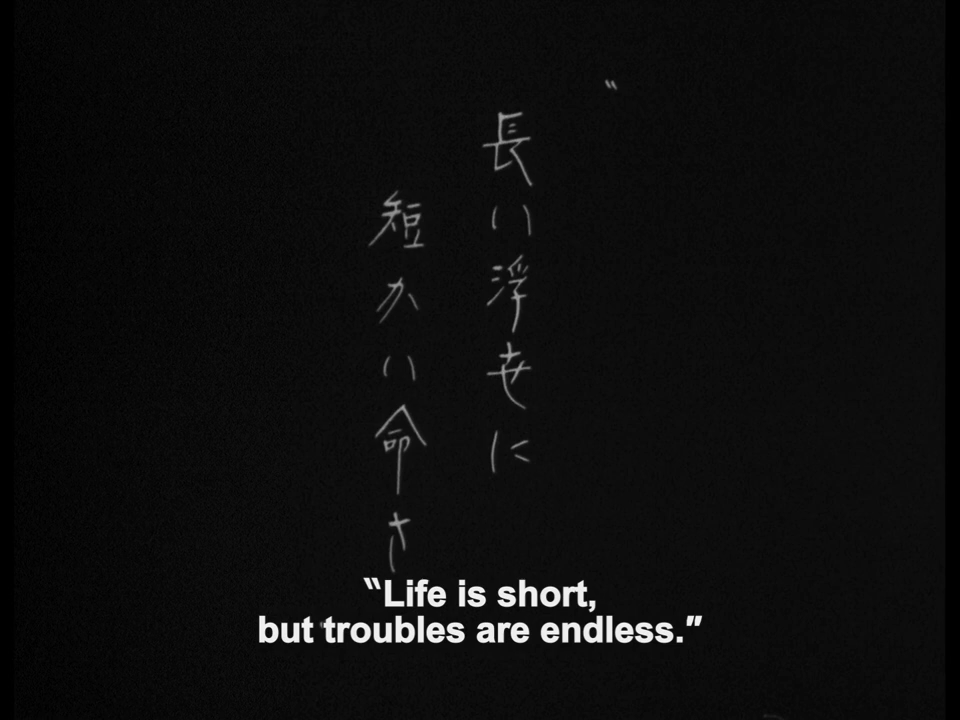 〝長い浮世に
短かい命さ
"Life is short,
but troubles are endless."